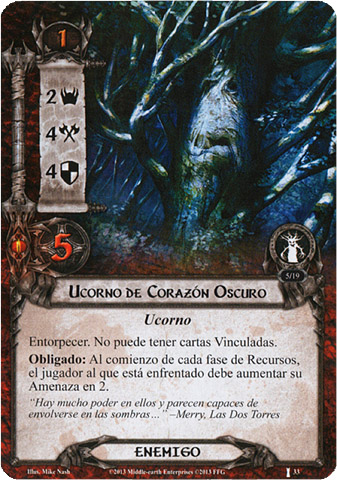 1
2
4
4
5
5/19
Ucorno de Corazón Oscuro
Ucorno
Entorpecer. No puede tener cartas Vinculadas.
Obligado: Al comienzo de cada fase de Recursos,
el jugador al que está enfrentado debe aumentar su
Amenaza en 2.
“Hay mucho poder en ellos y parecen capaces de
envolverse en las sombras…” –Merry, Las Dos Torres
ENEMIGO
Illus. Mike Nash ©2013 Middle-earth Enterprises ©2013 FFG 33